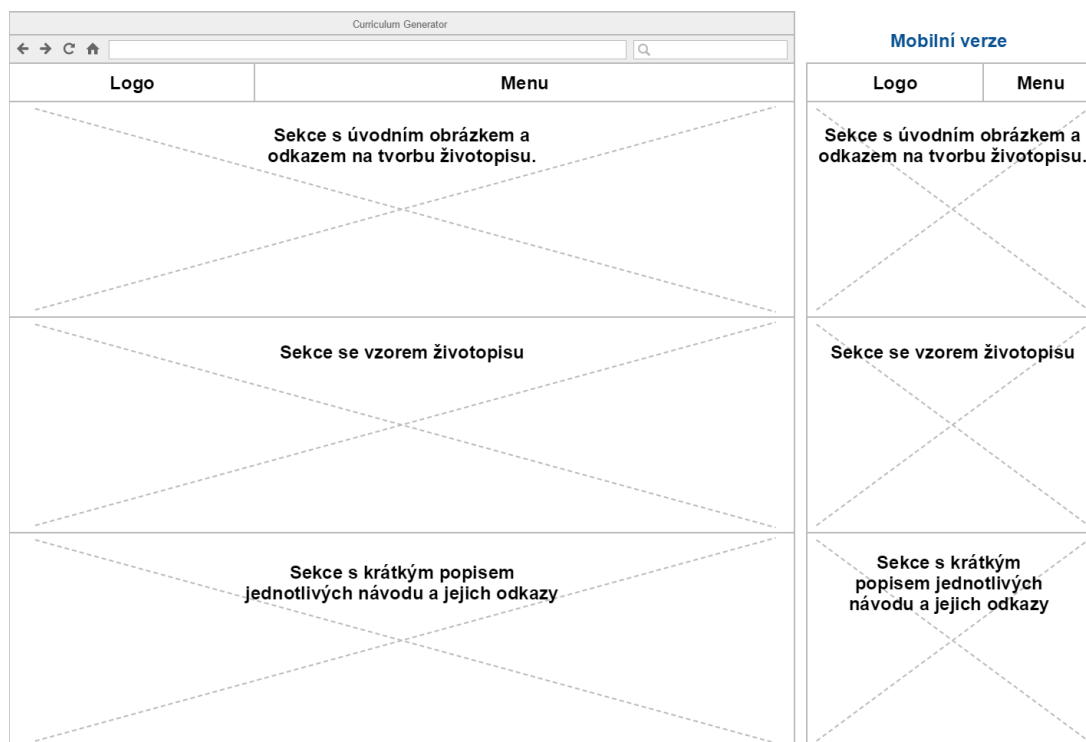 Curriculum Generator
Mobilní verze
Logo
Menu
Logo
Menu
Sekce s úvodním obrázkem a
odkazem na tvorbu životopisu.
Sekce s úvodním obrázkem a
odkazem na tvorbu životopisu.
Sekce se vzorem životopisu
Sekce se vzorem životopisu
Sekce s krátkým popisem
jednotlivých návodu a jejich odkazy
Sekce s krátkým
popisem jednotlivých
návodu a jejich odkazy